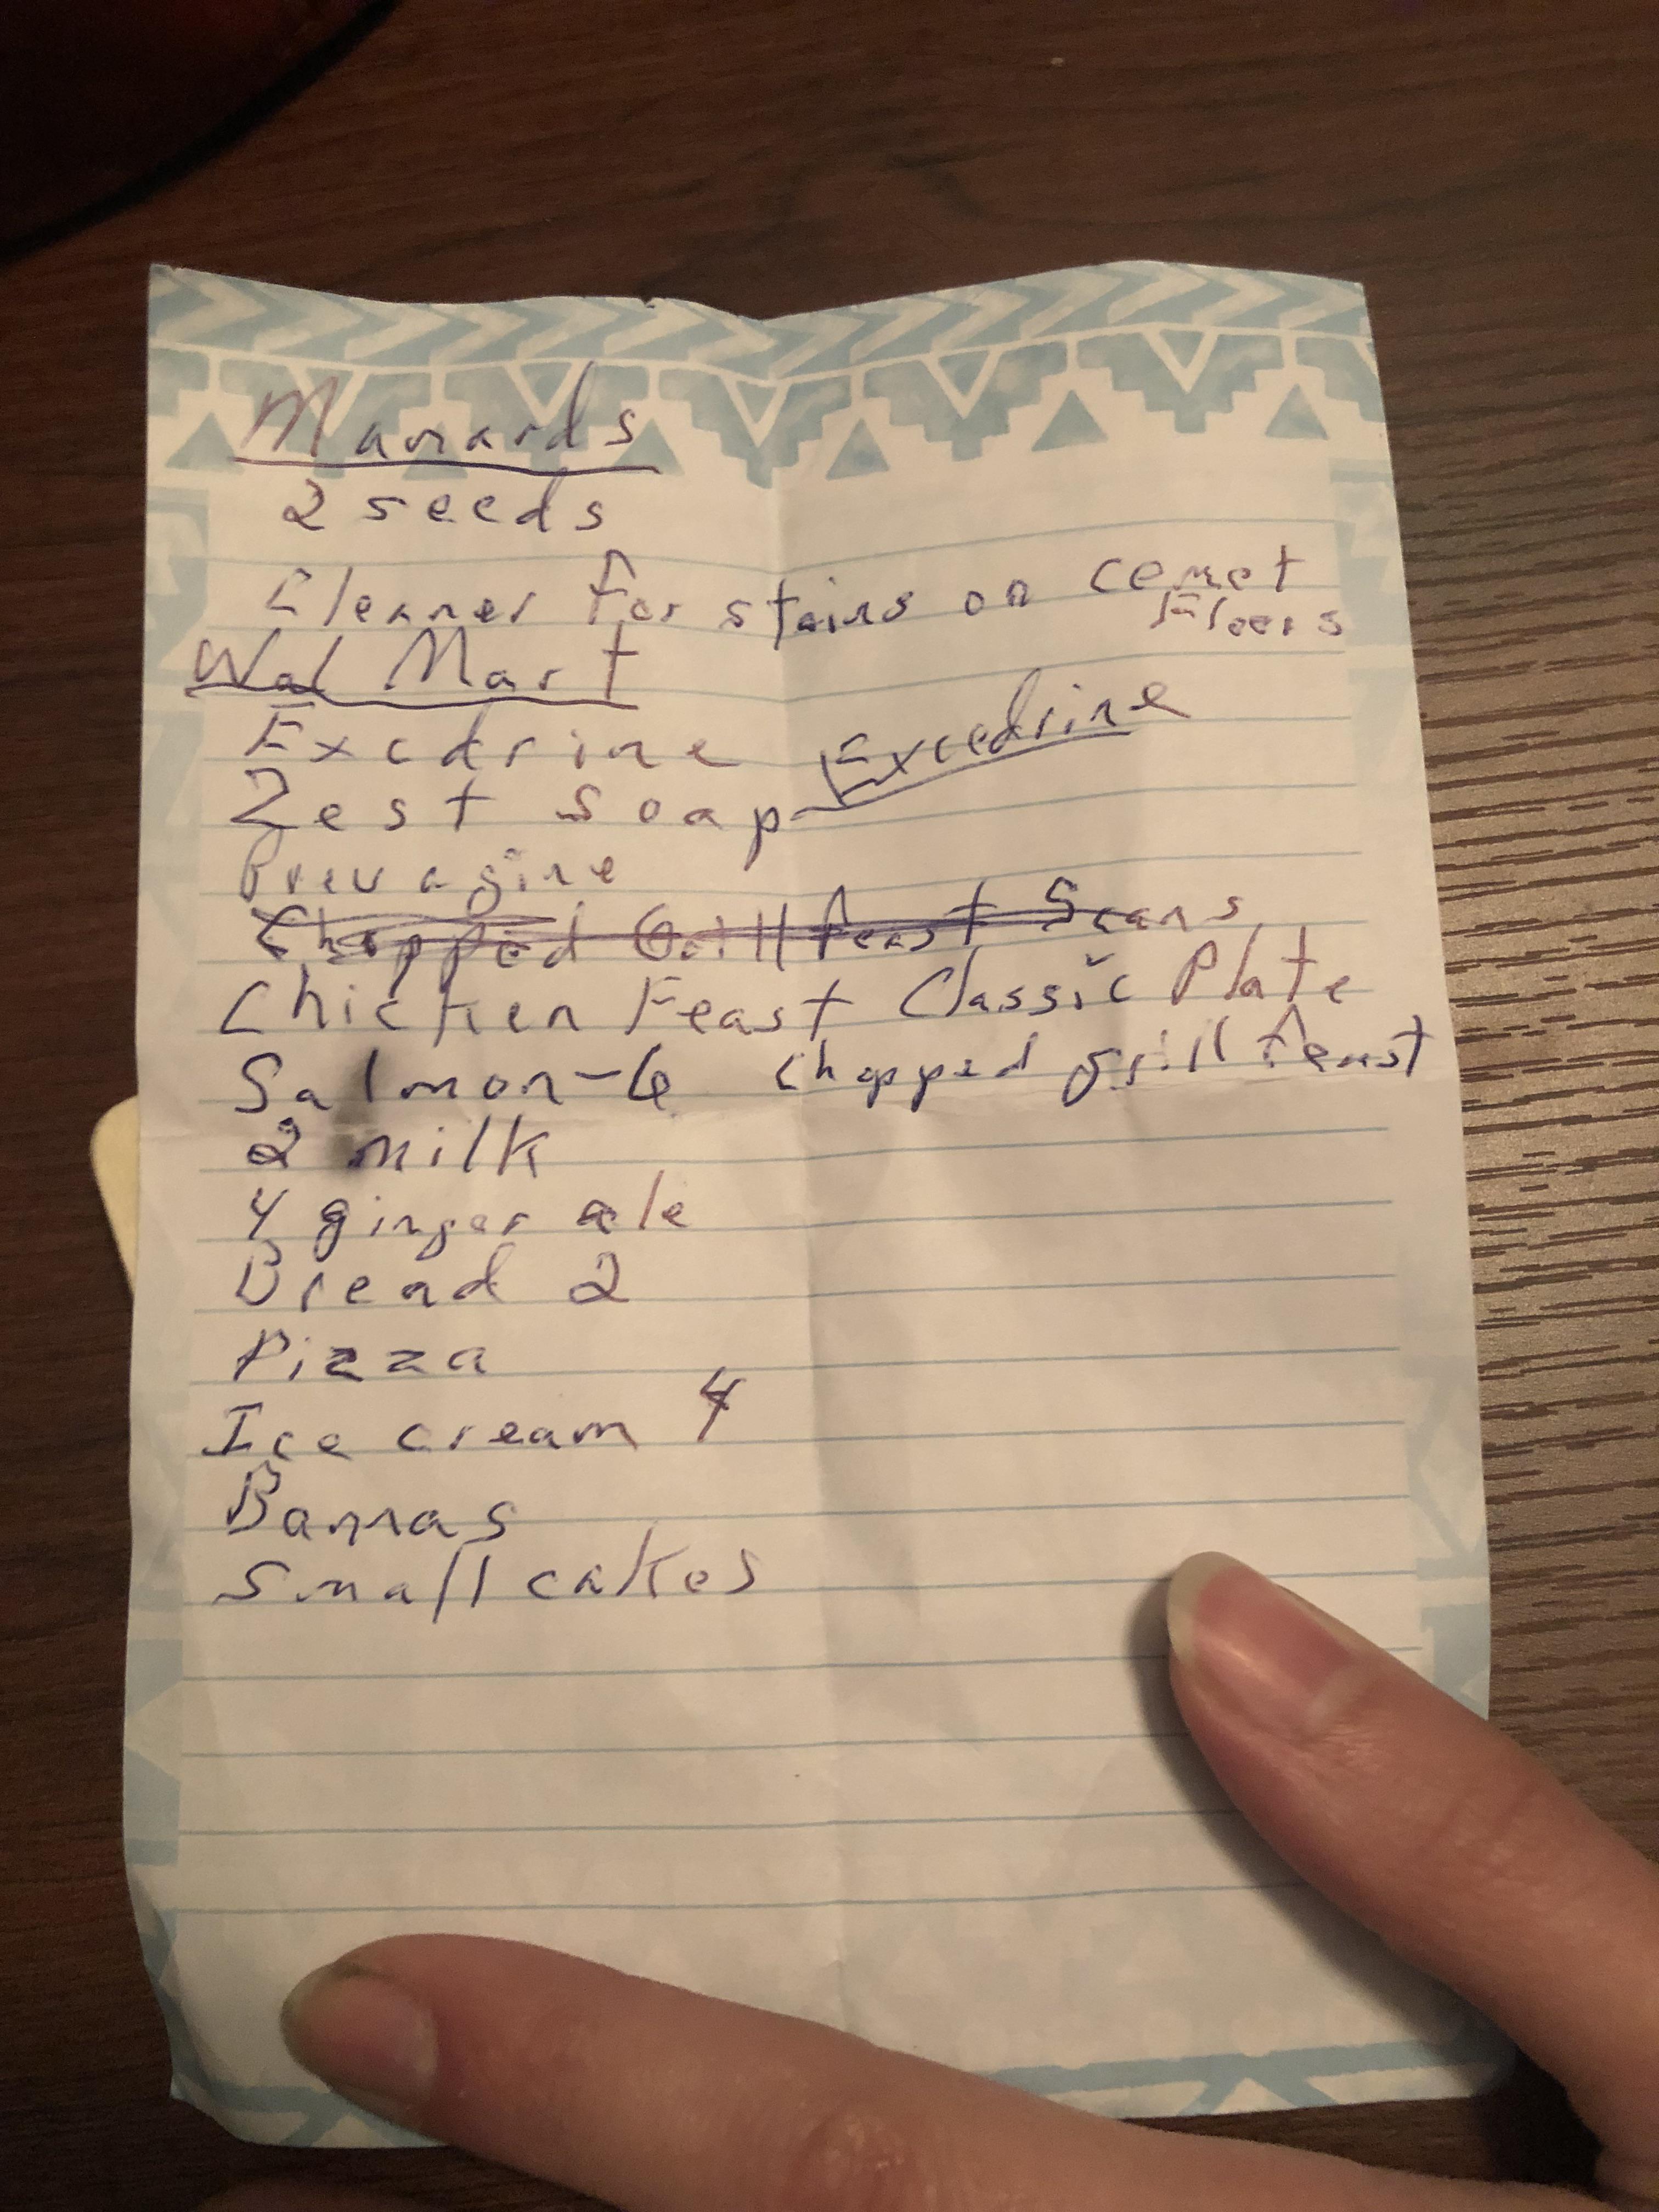 Manards
2 seeds
Cleaner for stains on cemet
Floors
Wal Mart
Excdrine Excedrine
Zest Soap
Prevagine
Chopped Grill feast Scans
Chicken Feast Classic Plate
Salmon-6 chopped grill feast
2 milk
4 ginger ale
Bread 2
Pizza
Ice cream 4
Bannas
Small cakes